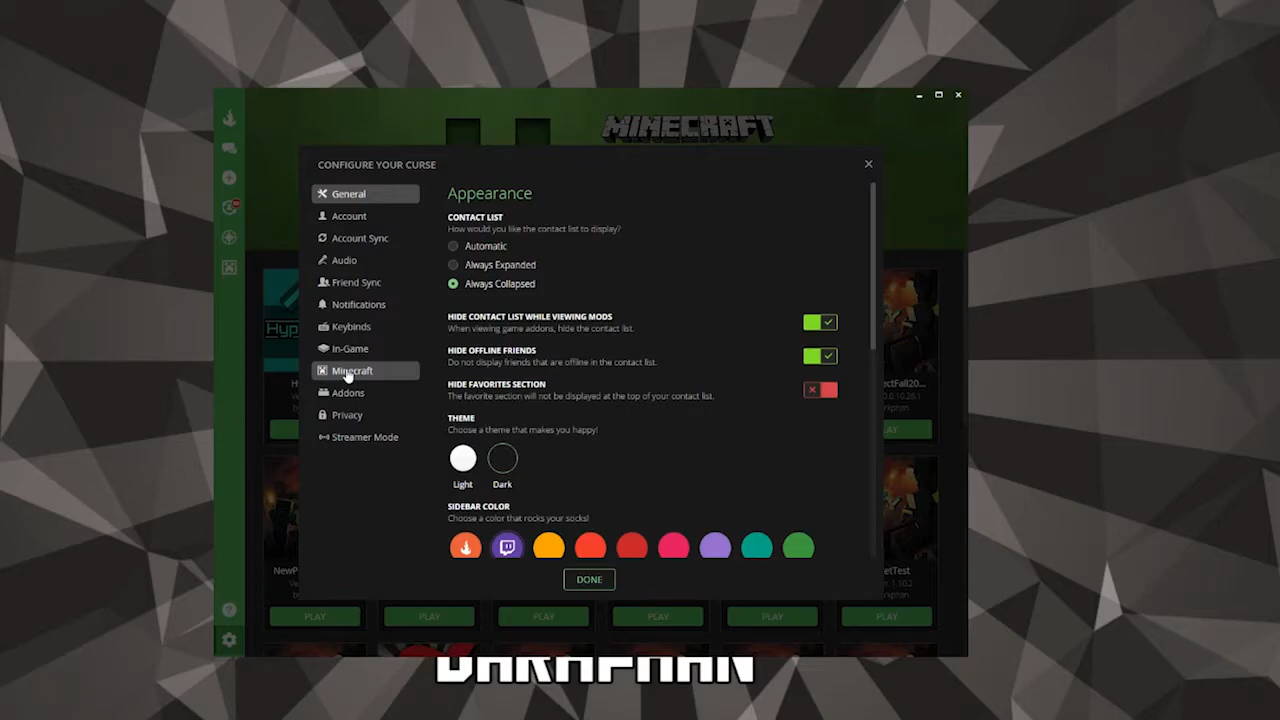 MINECRAFT
CONFIGURE YOUR CURSE
General
Account
Account Sync
Audio
Friend Sync
Notifications
Keybinds
In-Game
Minecraft
Addons
Privacy
Streamer Mode
Appearance
CONTACT LIST
How would you like the contact list to display?
Automatic
Always Expanded
Always Collapsed
HIDE CONTACT LIST WHILE VIEWING MODS
When viewing game addons, hide the contact list.
HIDE OFFLINE FRIENDS
Do not display friends that are offline in the contact list.
HIDE FAVORITES SECTION
The favorite section will not be displayed at the top of your contact list.
THEME
Choose a theme that makes you happy!
Light
Dark
SIDEBAR COLOR
Choose a color that rocks your socks!
DONE
PLAY PLAY PLAY PLAY PLAY PLAY
DARKPHAN